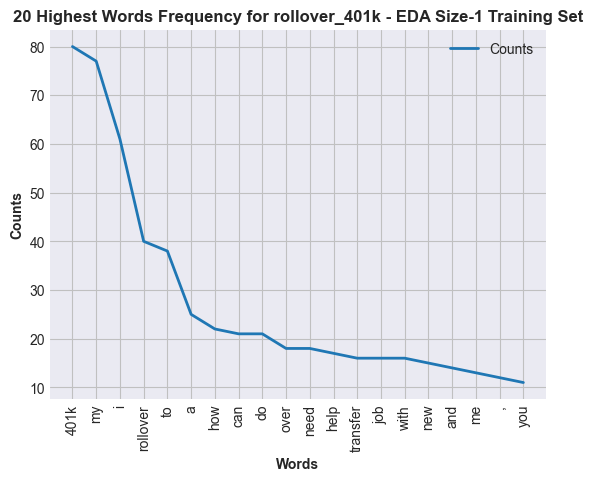 20 Highest Words Frequency for rollover_401k - EDA Size-1 Training Set
Counts
80
70
60
50
40
30
20
10
Counts
401k
my
i
rollover
to
a
how
can
do
over
need
help
transfer
job
with
new
and
me
,
you
Words